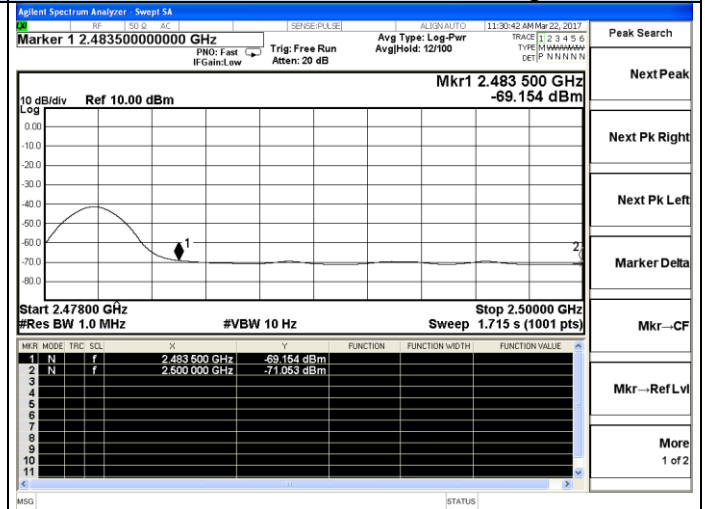 Agilent Spectrum Analyzer - Swept SA
RF 50 Ω AC SENSE:PULSE ALIGN AUTO 11:30:42 AM Mar 22, 2017
Marker 1 2.483500000000 GHz
PNO: Fast
IFGain:Low
Trig: Free Run
Atten: 20 dB
Avg Type: Log-Pwr
Avg|Hold: 12/100
TRACE 1 2 3 4 5 6
TYPE M WWWWW
DET P N N N N N
Peak Search
Mkr1 2.483 500 GHz
-69.154 dBm
10 dB/div Ref 10.00 dBm
Log
0.00
-10.0
-20.0
-30.0
-40.0
-50.0
-60.0
-70.0
-80.0
1
2
Start 2.47800 GHz Stop 2.50000 GHz
#Res BW 1.0 MHz #VBW 10 Hz Sweep 1.715 s (1001 pts)
MKR MODE TRC SCL X Y FUNCTION FUNCTION WIDTH FUNCTION VALUE
1 N f 2.483 500 GHz -69.154 dBm
2 N f 2.500 000 GHz -71.053 dBm
3
4
5
6
7
8
9
10
11
MSG STATUS
Next Peak
Next Pk Right
Next Pk Left
Marker Delta
Mkr→CF
Mkr→Ref Lvl
More
1 of 2